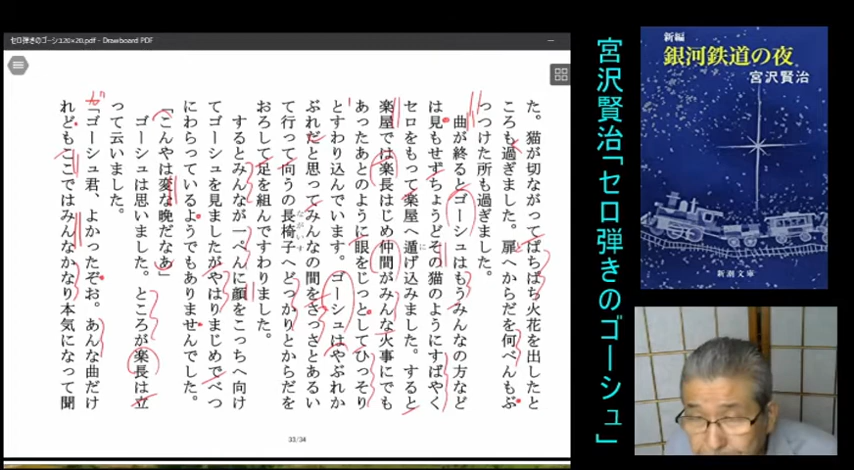 セロ弾きのゴーシュ20×20.pdf - Drawboard PDF
た。猫が切ながってぱちぱち火花を出したと
ころも過ぎました。扉へからだを何べんもぶ
っつけた所も過ぎました。
曲が終るとゴーシュはもうみんなの方など
は見もせずちょうどその猫のようにすばやく
セロをもって楽屋へ遁げ込みました。すると
に
楽屋では楽長はじめ仲間がみんな火事にでも
あったあとのように眼をじっとしてひっそり
とすわり込んでいます。ゴーシュはやぶれか
ぶれだと思ってみんなの間をさっさとあるい
て行って向うの長椅子へどっかりとからだを
ながいす
おろして足を組んですわりました。
するとみんなが一ぺんに顔をこっちへ向け
てゴーシュを見ましたがやはりまじめでべつ
にわらっているようでもありませんでした。
「こんやは変な晩だなあ」
ゴーシュは思いました。ところが楽長は立
って云いました。
「ゴーシュ君、よかったぞお。あんな曲だけ
が
れどもここではみんなかなり本気になって聞
33/34
宮沢賢治「セロ弾きのゴーシュ」
新編
銀河鉄道の夜
宮沢賢治
新潮文庫